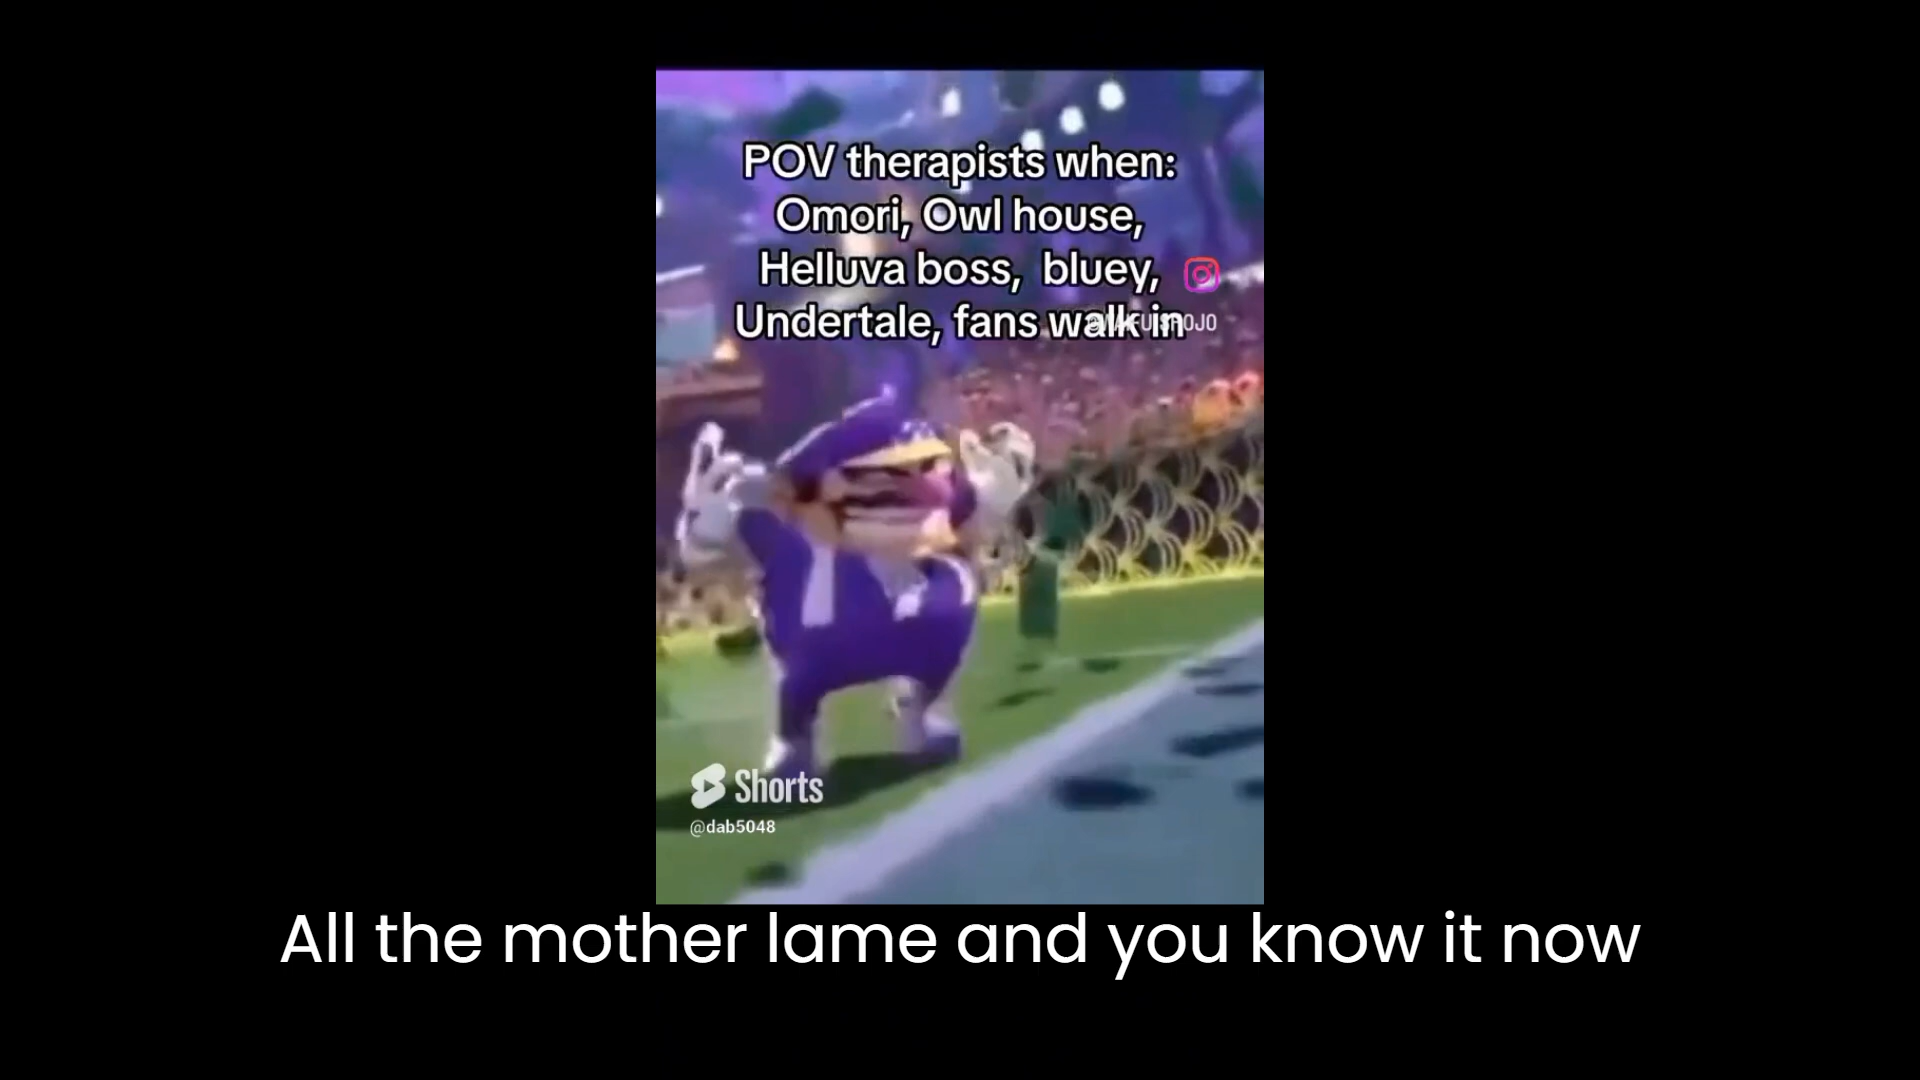 POV therapists when:
Omori, Owl house,
Helluva boss, bluey,
Undertale, fans walk in
Shorts
@dab5048
All the mother lame and you know it now